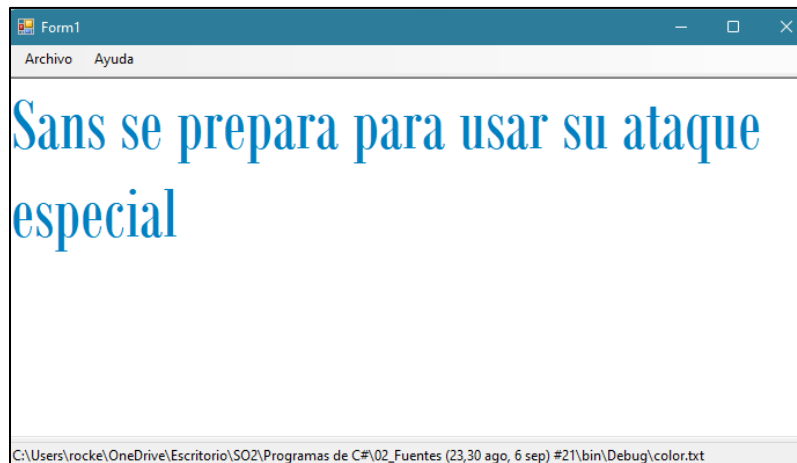 Form1
Archivo Ayuda
Sans se prepara para usar su ataque
especial
C:\Users\rocke\OneDrive\Escritorio\SO2\Programas de C#\02_Fuentes (23,30 ago, 6 sep) #21\bin\Debug\color.txt